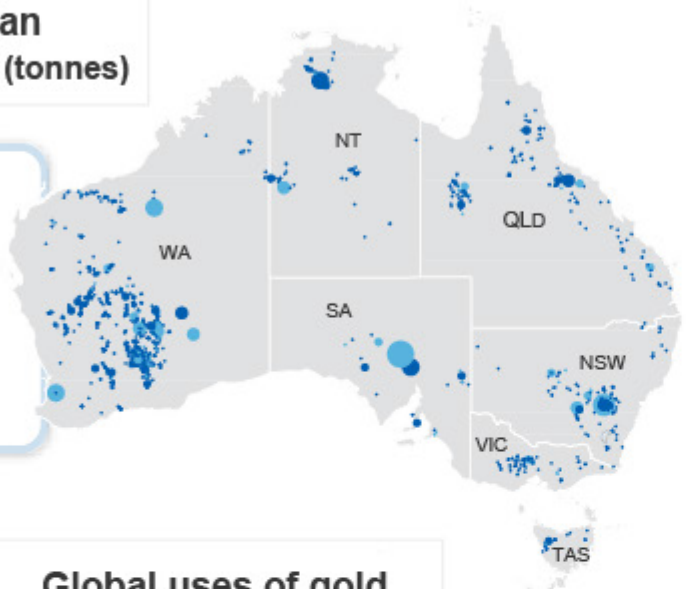 an
(tonnes)
NT
QLD
WA
SA
NSW
VIC
TAS
Global uses of gold